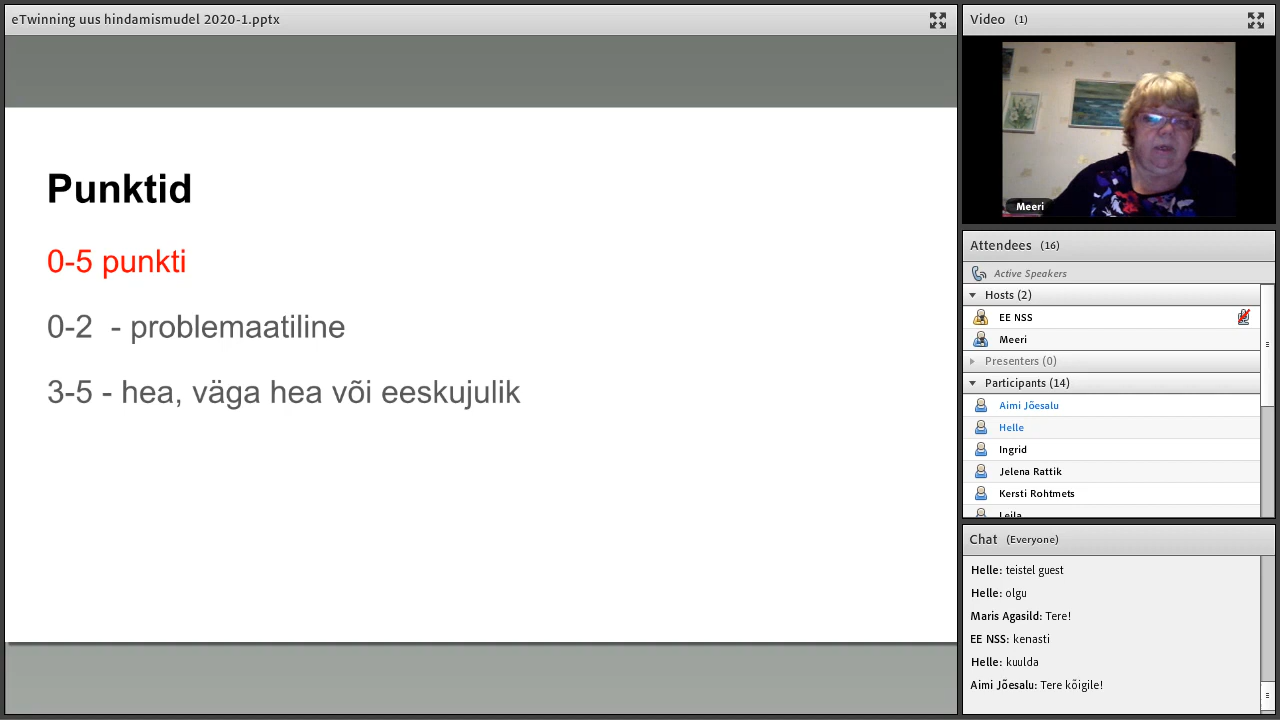 eTwinning uus hindamismudel 2020-1.pptx
Punktid
0-5 punkti
0-2 - problemaatiline
3-5 - hea, väga hea või eeskujulik
Video (1)
Meeri
Attendees (16)
Active Speakers
Hosts (2)
EE NSS
Meeri
Presenters (0)
Participants (14)
Aimi Jõesalu
Helle
Ingrid
Jelena Rattik
Kersti Rohtmets
Leila
Chat (Everyone)
Helle: teistel guest
Helle: olgu
Maris Agasild: Tere!
EE NSS: kenasti
Helle: kuulda
Aimi Jõesalu: Tere kõigile!